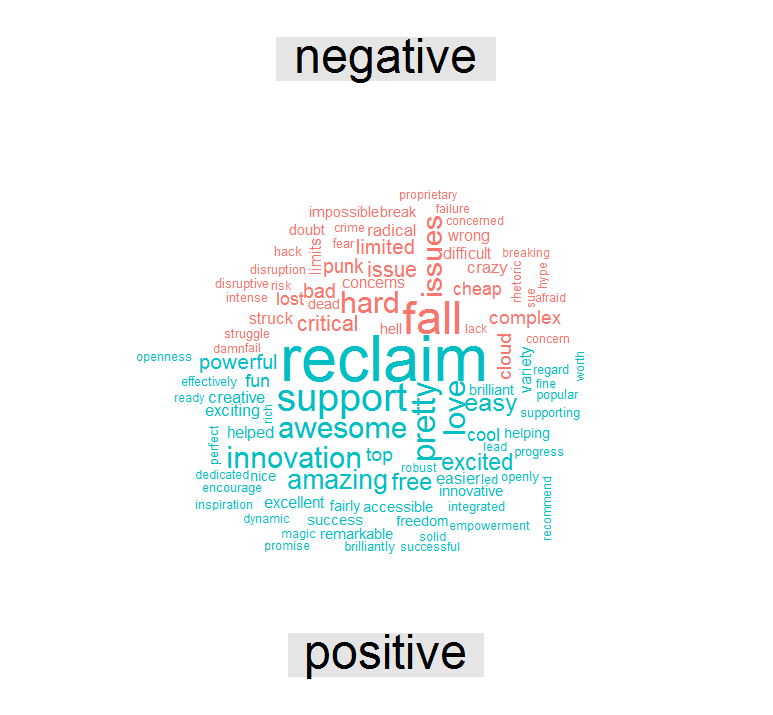 negative
proprietary
impossible break failure
doubt crime radical issues concerned
fear limited wrong
hack limits difficult breaking
disruption punk issue crazy rhetoric hype
disruptive risk bad concerns cheap sue
intense lost dead hard fall afraid
struck critical hell lack complex
struggle concern
damn fail reclaim cloud variety
openness powerful worth
effectively fun regard
ready creative support pretty love brilliant fine
exciting rich easy popular
supporting
perfect helped awesome cool helping
innovation top lead progress
dedicated nice robust excited
encourage amazing free easier led openly
innovative recommend
inspiration excellent fairly accessible integrated
dynamic success freedom empowerment
magic remarkable solid
promise brilliantly successful
positive